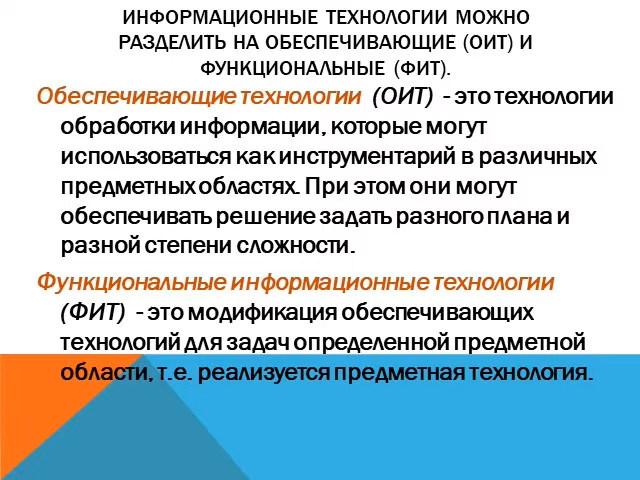 ИНФОРМАЦИОННЫЕ ТЕХНОЛОГИИ МОЖНО
РАЗДЕЛИТЬ НА ОБЕСПЕЧИВАЮЩИЕ (ОИТ) И
ФУНКЦИОНАЛЬНЫЕ (ФИТ).
Обеспечивающие технологии (ОИТ) - это технологии
обработки информации, которые могут
использоваться как инструментарий в различных
предметных областях. При этом они могут
обеспечивать решение задать разного плана и
разной степени сложности.
Функциональные информационные технологии
(ФИТ) - это модификация обеспечивающих
технологий для задач определенной предметной
области, т.е. реализуется предметная технология.